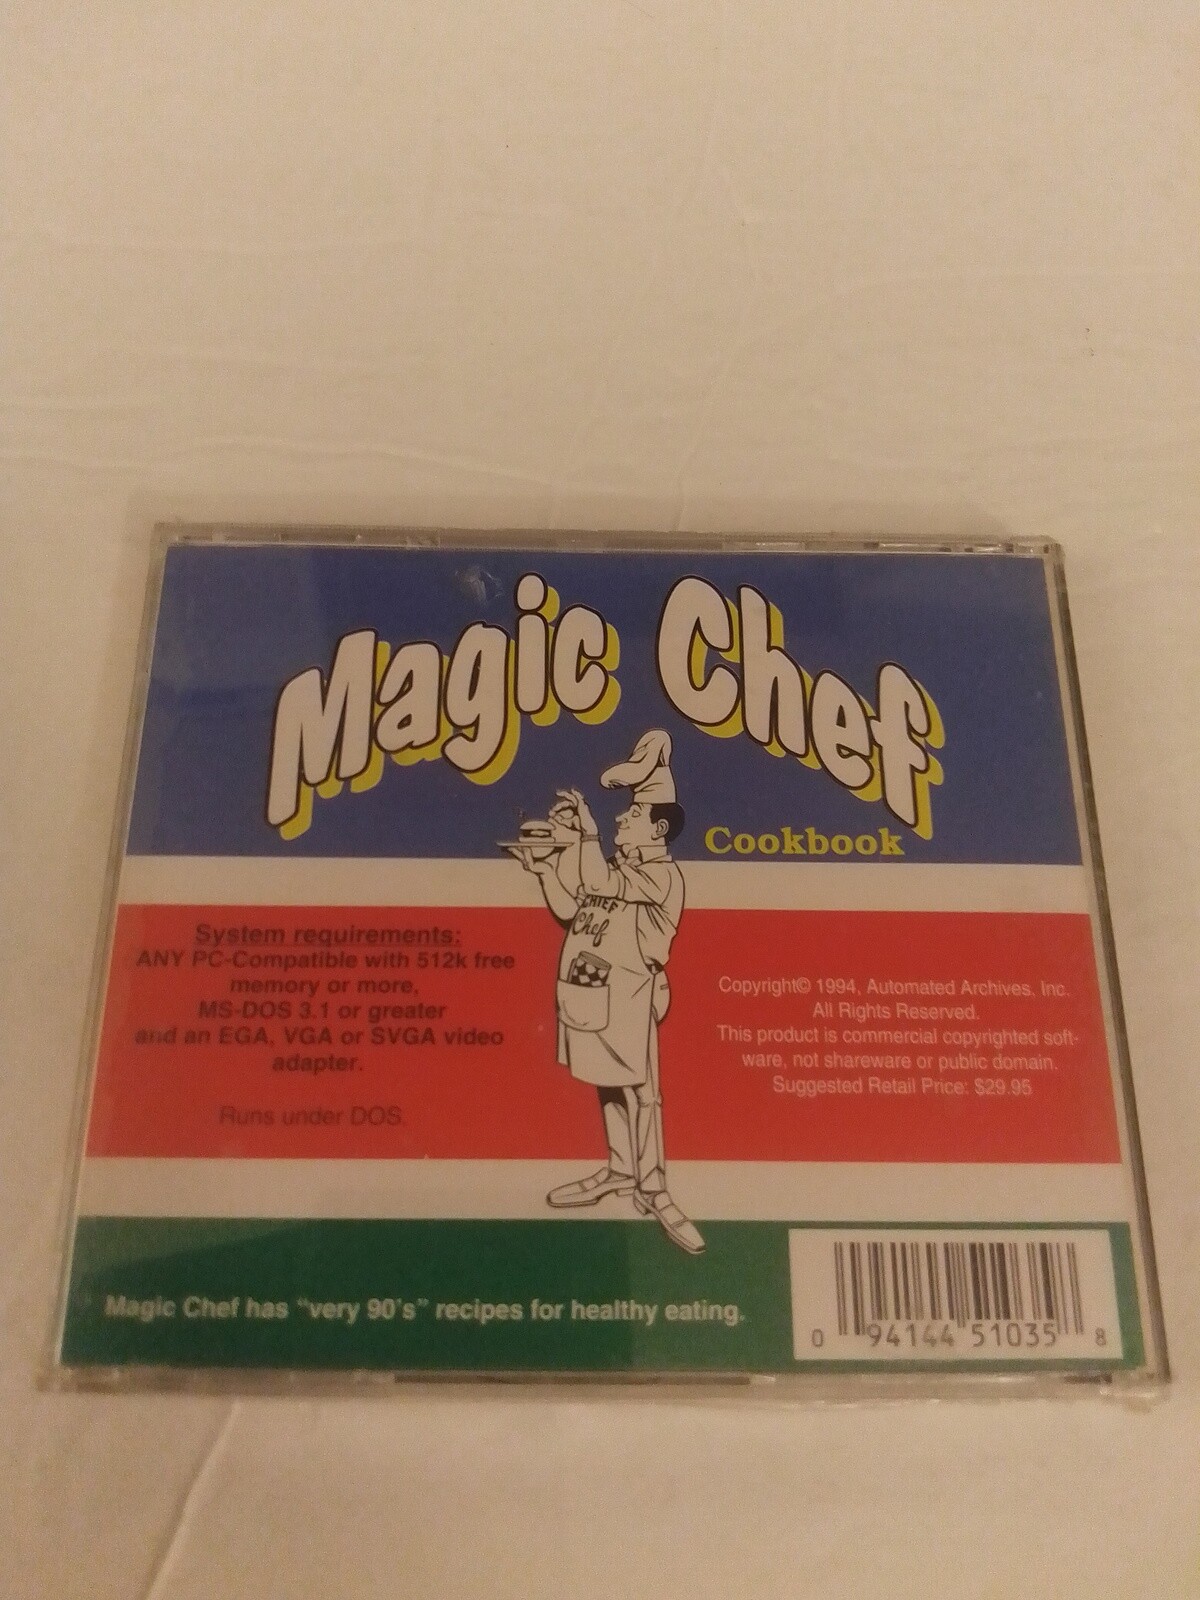 Magic Chef
Cookbook
CHIEF
Chef
System requirements:
ANY PC-Compatible with 512k free
memory or more,
MS-DOS 3.1 or greater
and an EGA, VGA or SVGA video
adapter.
Runs under DOS.
Copyright© 1994, Automated Archives, Inc.
All Rights Reserved.
This product is commercial copyrighted soft-
ware, not shareware or public domain.
Suggested Retail Price: $29.95
Magic Chef has "very 90's" recipes for healthy eating.
0 94144 51035 8